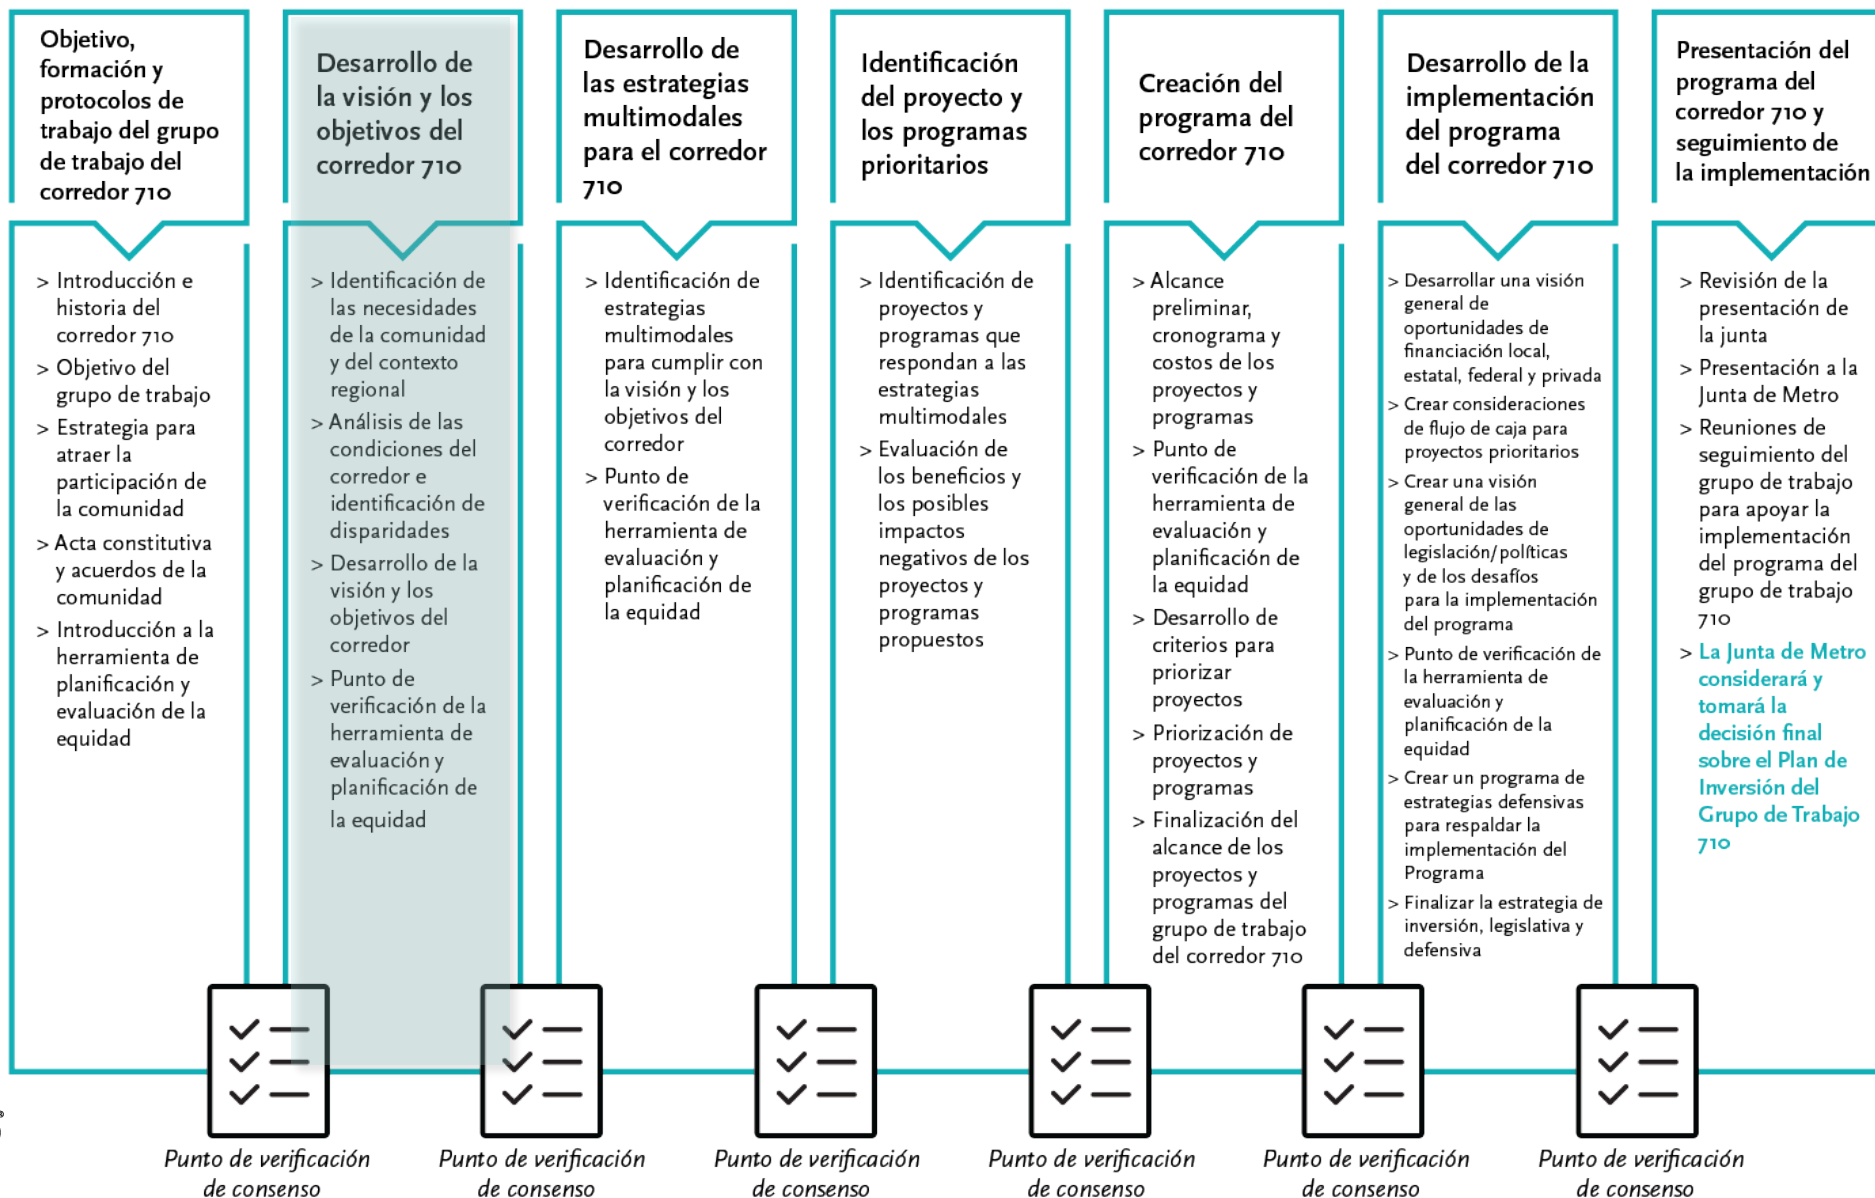 Objetivo,
formación y
protocolos de
trabajo del grupo
de trabajo del
corredor 710
> Introducción e
historia del
corredor 710
> Objetivo del
grupo de trabajo
> Estrategia para
atraer la
participación de
la comunidad
> Acta constitutiva
y acuerdos de la
comunidad
> Introducción a la
herramienta de
planificación y
evaluación de la
equidad
Desarrollo de
la visión y los
objetivos del
corredor 710
> Identificación de
las necesidades
de la comunidad
y del contexto
regional
> Análisis de las
condiciones del
corredor e
identificación de
disparidades
> Desarrollo de la
visión y los
objetivos del
corredor
> Punto de
verificación de la
herramienta de
evaluación y
planificación de
la equidad
Desarrollo de
las estrategias
multimodales
para el corredor
710
> Identificación de
estrategias
multimodales
para cumplir con
la visión y los
objetivos del
corredor
> Punto de
verificación de la
herramienta de
evaluación y
planificación de
la equidad
Identificación
del proyecto y
los programas
prioritarios
> Identificación de
proyectos y
programas que
respondan a las
estrategias
multimodales
> Evaluación de
los beneficios y
los posibles
impactos
negativos de los
proyectos y
programas
propuestos
Creación del
programa del
corredor 710
> Alcance
preliminar,
cronograma y
costos de los
proyectos y
programas
> Punto de
verificación de la
herramienta de
evaluación y
planificación de
la equidad
> Desarrollo de
criterios para
priorizar
proyectos
> Priorización de
proyectos y
programas
> Finalización del
alcance de los
proyectos y
programas del
grupo de trabajo
del corredor 710
Desarrollo de la
implementación
del programa
del corredor 710
> Desarrollar una visión
general de
oportunidades de
financiación local,
estatal, federal y privada
> Crear consideraciones
de flujo de caja para
proyectos prioritarios
> Crear una visión
general de las
oportunidades de
legislación/políticas
y de los desafíos
para la implementación
del programa
> Punto de verificación de
la herramienta de
evaluación y
planificación de la
equidad
> Crear un programa de
estrategias defensivas
para respaldar la
implementación del
Programa
> Finalizar la estrategia de
inversión, legislativa y
defensiva
Presentación del
programa del
corredor 710 y
seguimiento de
la implementación
> Revisión de la
presentación de
la junta
> Presentación a la
Junta de Metro
> Reuniones de
seguimiento del
grupo de trabajo
para apoyar la
implementación
del programa del
grupo de trabajo
710
> La Junta de Metro
considerará y
tomará la
decisión final
sobre el Plan de
Inversión del
Grupo de Trabajo
710
Punto de verificación
de consenso
Punto de verificación
de consenso
Punto de verificación
de consenso
Punto de verificación
de consenso
Punto de verificación
de consenso
Punto de verificación
de consenso